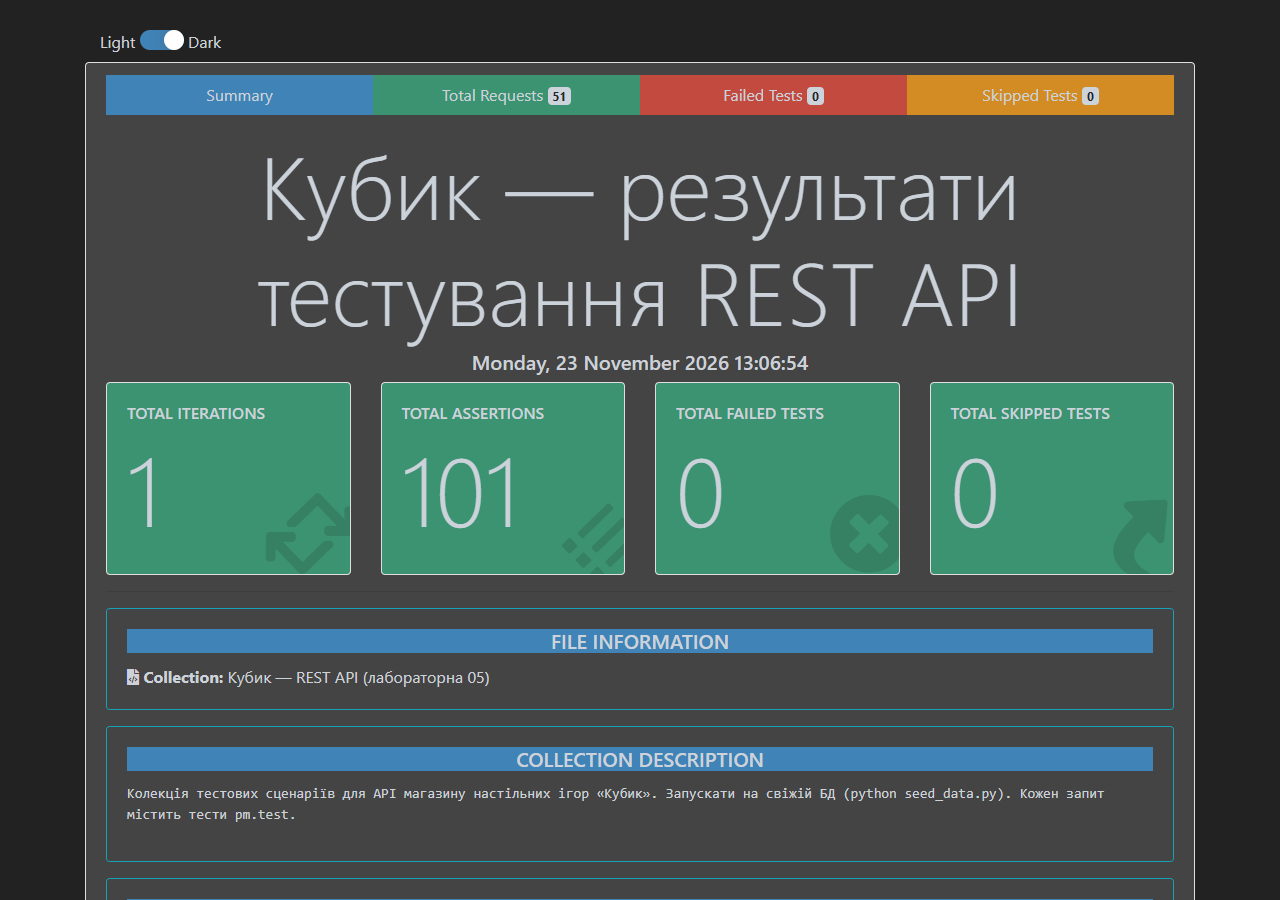 Light Dark
Summary Total Requests 51 Failed Tests 0 Skipped Tests 0
Кубик — результати
тестування REST API
Monday, 23 November 2026 13:06:54
TOTAL ITERATIONS TOTAL ASSERTIONS TOTAL FAILED TESTS TOTAL SKIPPED TESTS
1 101 0 0
FILE INFORMATION
Collection: Кубик — REST API (лабораторна 05)
COLLECTION DESCRIPTION
Колекція тестових сценаріїв для API магазину настільних ігор «Кубик». Запускати на свіжій БД (python seed_data.py). Кожен запит
містить тести pm.test.